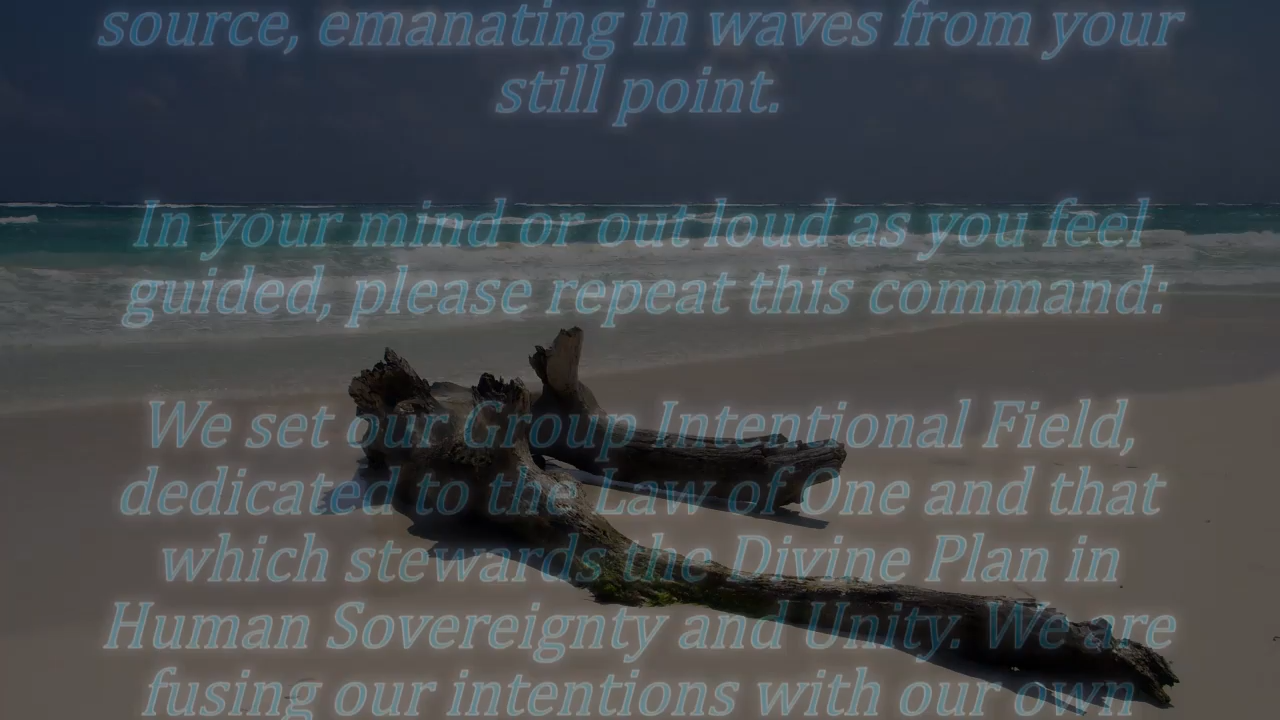 source, emanating in waves from your
still point.
In your mind or out loud as you feel
guided, please repeat this command:
We set our Group Intentional Field,
dedicated to the Law of One and that
which stewards the Divine Plan in
Human Sovereignty and Unity. We are
fusing our intentions with our own